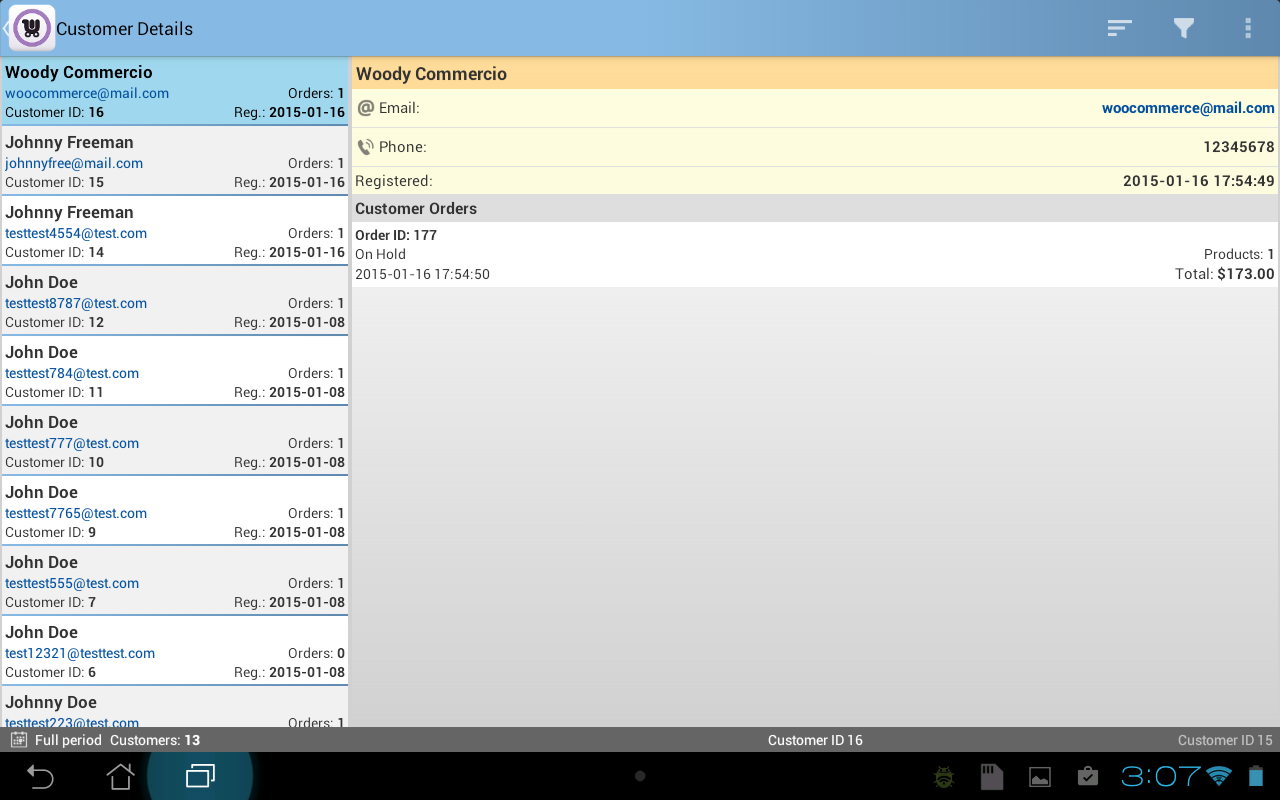 Customer Details
Woody Commercio
woocommerce@mail.com Orders: 1
Customer ID: 16 Reg.: 2015-01-16
Johnny Freeman
johnnyfree@mail.com Orders: 1
Customer ID: 15 Reg.: 2015-01-16
Johnny Freeman
testtest4554@test.com Orders: 1
Customer ID: 14 Reg.: 2015-01-16
John Doe
testtest8787@test.com Orders: 1
Customer ID: 12 Reg.: 2015-01-08
John Doe
testtest784@test.com Orders: 1
Customer ID: 11 Reg.: 2015-01-08
John Doe
testtest777@test.com Orders: 1
Customer ID: 10 Reg.: 2015-01-08
John Doe
testtest7765@test.com Orders: 1
Customer ID: 9 Reg.: 2015-01-08
John Doe
testtest555@test.com Orders: 1
Customer ID: 7 Reg.: 2015-01-08
John Doe
test12321@testtest.com Orders: 0
Customer ID: 6 Reg.: 2015-01-08
Johnny Doe
testtest223@test.com Orders: 1
Woody Commercio
@ Email: woocommerce@mail.com
Phone: 12345678
Registered: 2015-01-16 17:54:49
Customer Orders
Order ID: 177
On Hold Products: 1
2015-01-16 17:54:50 Total: $173.00
Full period Customers: 13 Customer ID 16 Customer ID 15
3:07